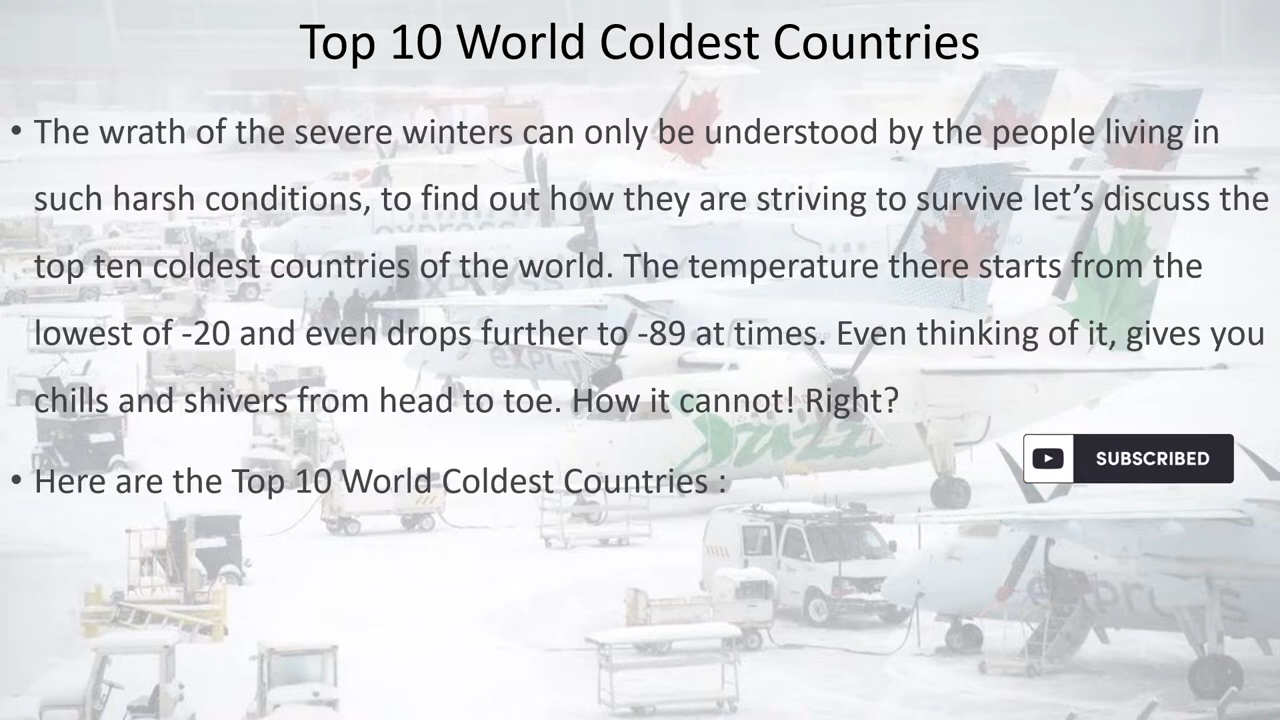 Top 10 World Coldest Countries
• The wrath of the severe winters can only be understood by the people living in
such harsh conditions, to find out how they are striving to survive let’s discuss the
top ten coldest countries of the world. The temperature there starts from the
lowest of -20 and even drops further to -89 at times. Even thinking of it, gives you
chills and shivers from head to toe. How it cannot! Right?
SUBSCRIBED
• Here are the Top 10 World Coldest Countries :
express
Jazz